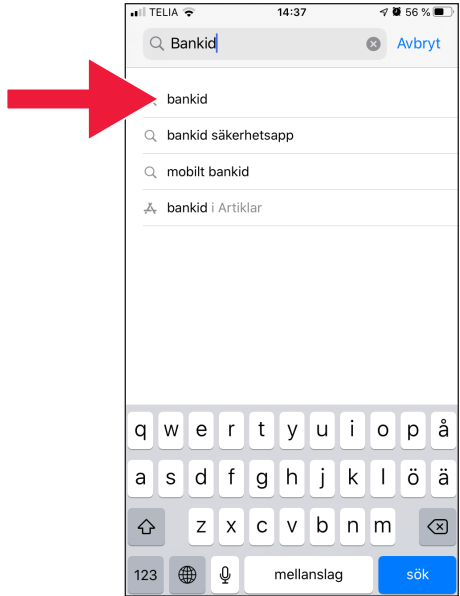 TELIA 14:37 56 %
Bankid Avbryt
bankid
bankid säkerhetsapp
mobilt bankid
bankid i Artiklar
q w e r t y u i o p å
a s d f g h j k l ö ä
z x c v b n m
123 mellanslag sök